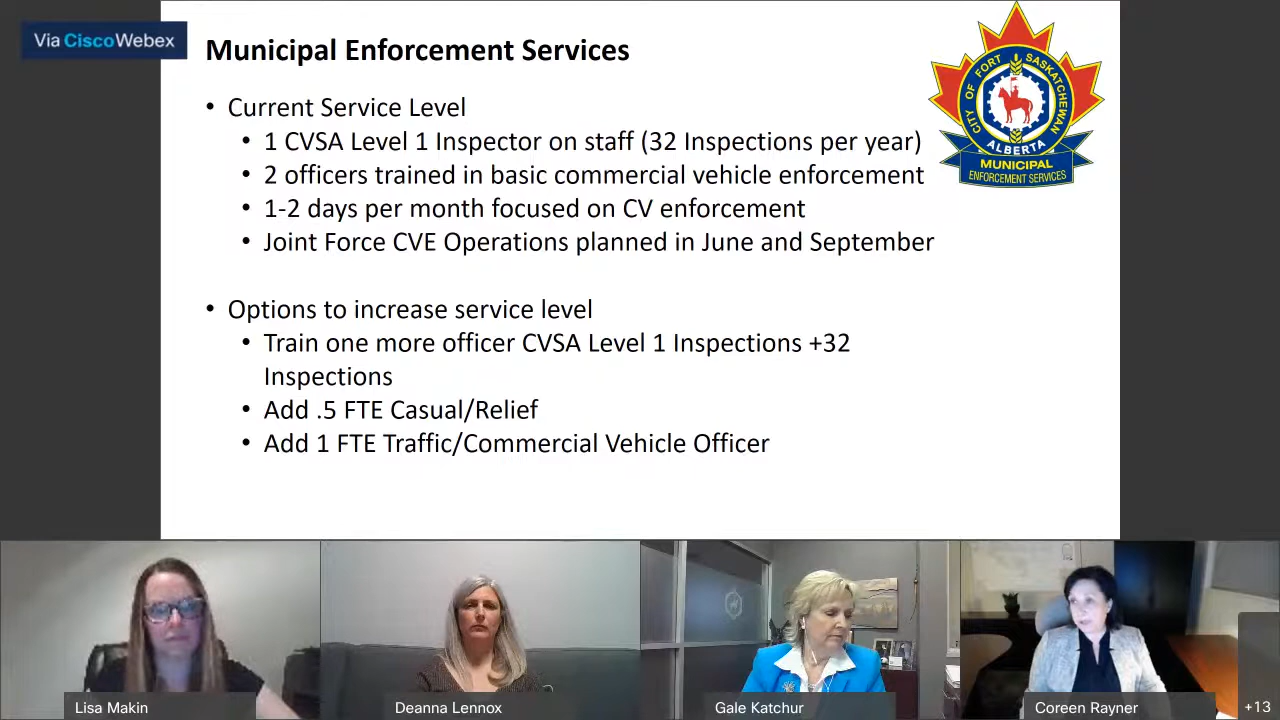 Via Cisco Webex
Municipal Enforcement Services
• Current Service Level
• 1 CVSA Level 1 Inspector on staff (32 Inspections per year)
• 2 officers trained in basic commercial vehicle enforcement
• 1-2 days per month focused on CV enforcement
• Joint Force CVE Operations planned in June and September
• Options to increase service level
• Train one more officer CVSA Level 1 Inspections +32
Inspections
• Add .5 FTE Casual/Relief
• Add 1 FTE Traffic/Commercial Vehicle Officer
CITY OF FORT SASKATCHEWAN
ALBERTA
MUNICIPAL
ENFORCEMENT SERVICES
Lisa Makin
Deanna Lennox
Gale Katchur
Coreen Rayner
+13